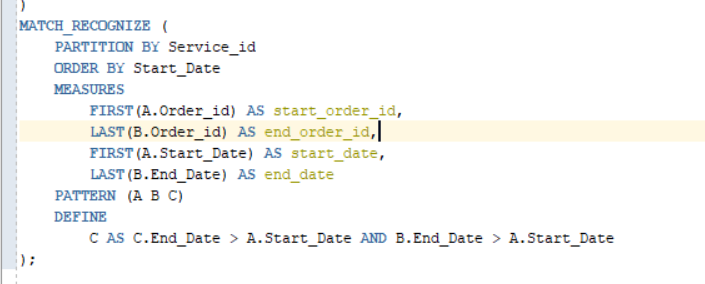 )
MATCH_RECOGNIZE (
PARTITION BY Service_id
ORDER BY Start_Date
MEASURES
FIRST(A.Order_id) AS start_order_id,
LAST(B.Order_id) AS end_order_id,
FIRST(A.Start_Date) AS start_date,
LAST(B.End_Date) AS end_date
PATTERN (A B C)
DEFINE
C AS C.End_Date > A.Start_Date AND B.End_Date > A.Start_Date
);